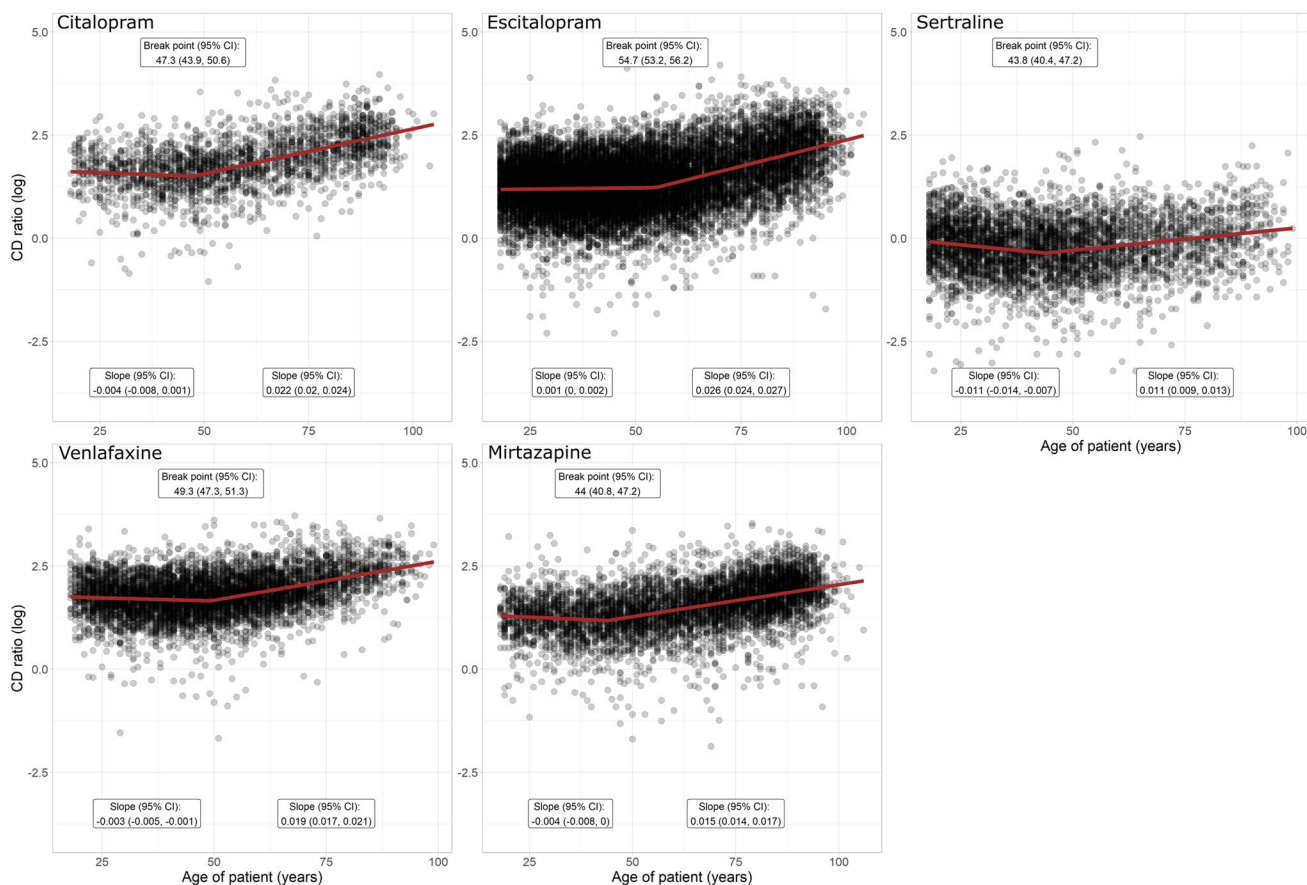 Citalopram
Break point (95% CI):
47.3 (43.9, 50.6)
5.0
2.5
0.0
-2.5
CD ratio (log)
Slope (95% CI):
-0.004 (-0.008, 0.001)
Slope (95% CI):
0.022 (0.02, 0.024)
25
50
75
100
Escitalopram
Break point (95% CI):
54.7 (53.2, 56.2)
5.0
2.5
0.0
-2.5
Slope (95% CI):
0.001 (0, 0.002)
Slope (95% CI):
0.026 (0.024, 0.027)
25
50
75
100
Sertraline
Break point (95% CI):
43.8 (40.4, 47.2)
5.0
2.5
0.0
-2.5
Slope (95% CI):
-0.011 (-0.014, -0.007)
Slope (95% CI):
0.011 (0.009, 0.013)
25
50
75
100
Age of patient (years)
Venlafaxine
Break point (95% CI):
49.3 (47.3, 51.3)
5.0
2.5
0.0
-2.5
CD ratio (log)
Slope (95% CI):
-0.003 (-0.005, -0.001)
Slope (95% CI):
0.019 (0.017, 0.021)
25
50
75
100
Age of patient (years)
Mirtazapine
Break point (95% CI):
44 (40.8, 47.2)
5.0
2.5
0.0
-2.5
Slope (95% CI):
-0.004 (-0.008, 0)
Slope (95% CI):
0.015 (0.014, 0.017)
25
50
75
100
Age of patient (years)